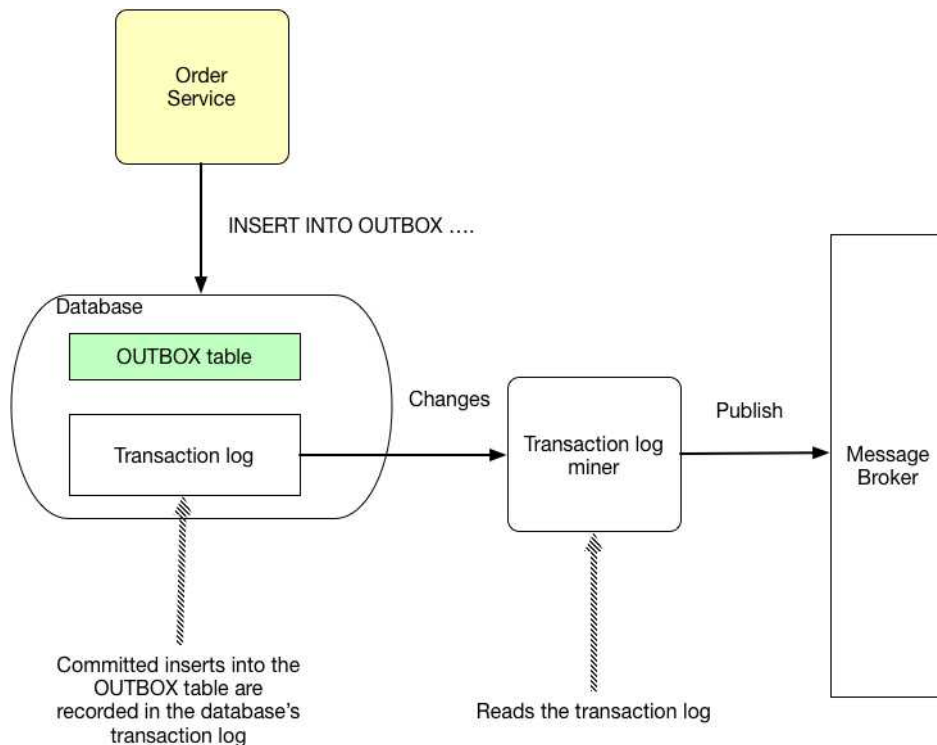 Order
Service
INSERT INTO OUTBOX ....
Database
OUTBOX table
Transaction log
Changes
Transaction log
miner
Publish
Message
Broker
Committed inserts into the
OUTBOX table are
recorded in the database's
transaction log
Reads the transaction log